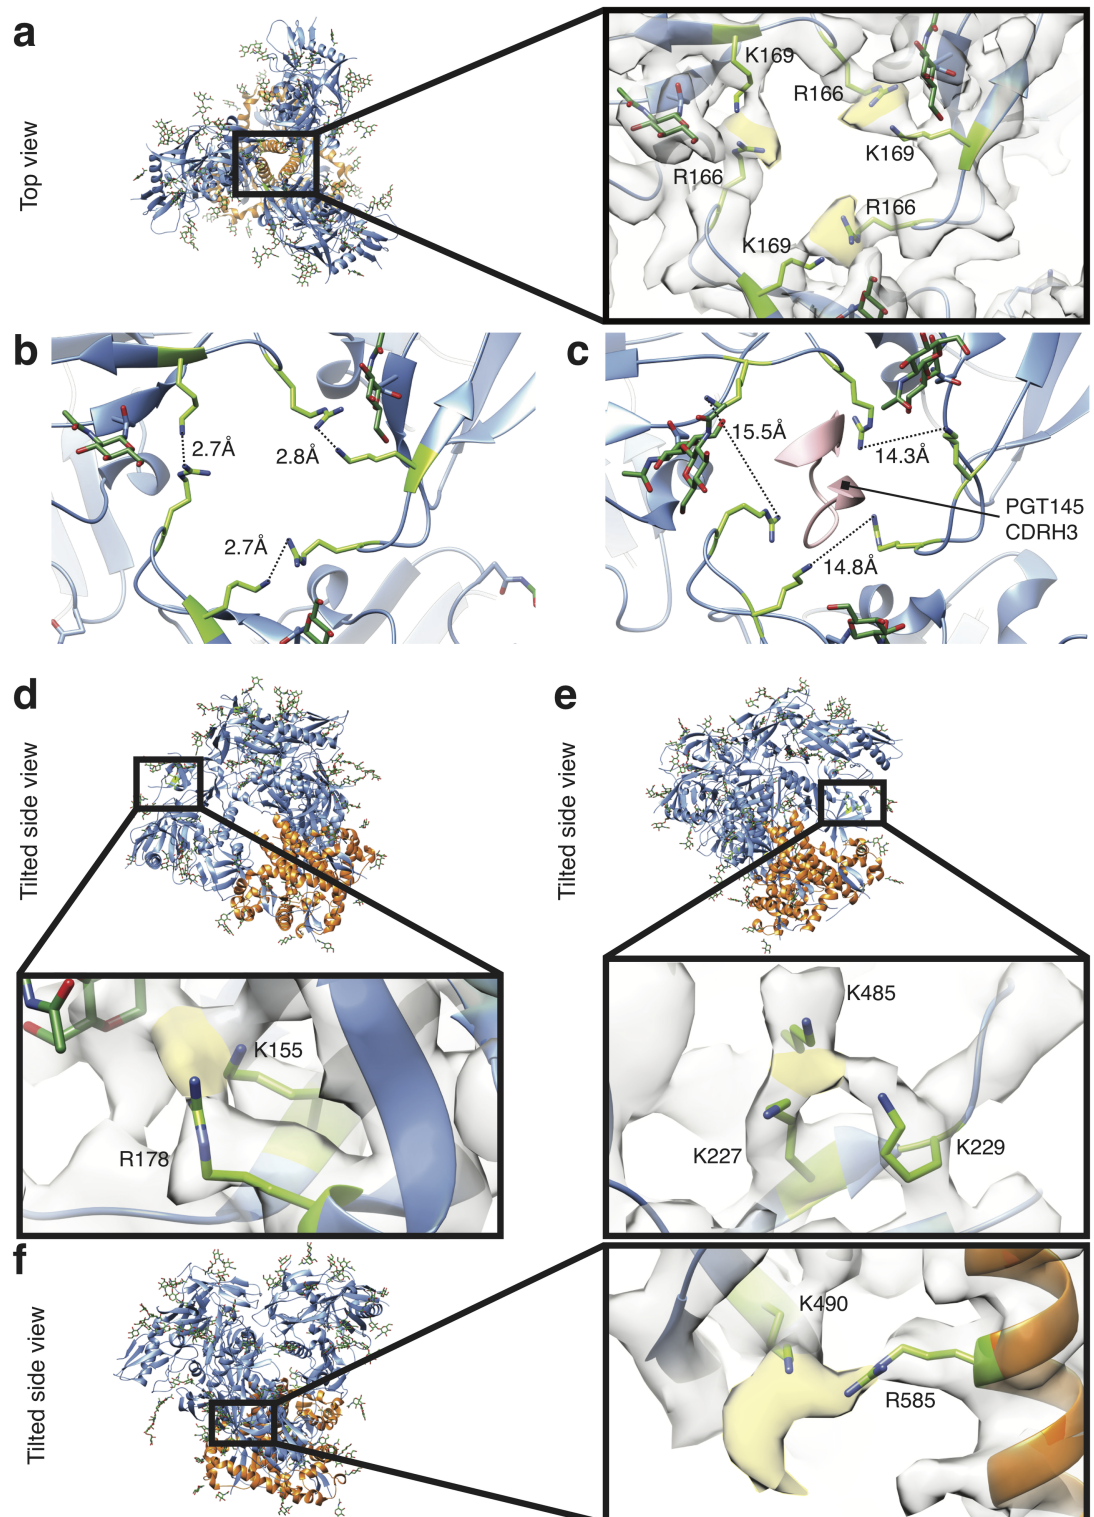 a
Top view
K169
R166
K169
R166
R166
K169
b
2.7Å
2.8Å
2.7Å
c
15.5Å
14.3Å
PGT145
CDRH3
14.8Å
d
Tilted side view
K155
R178
e
Tilted side view
K485
K227
K229
f
Tilted side view
K490
R585